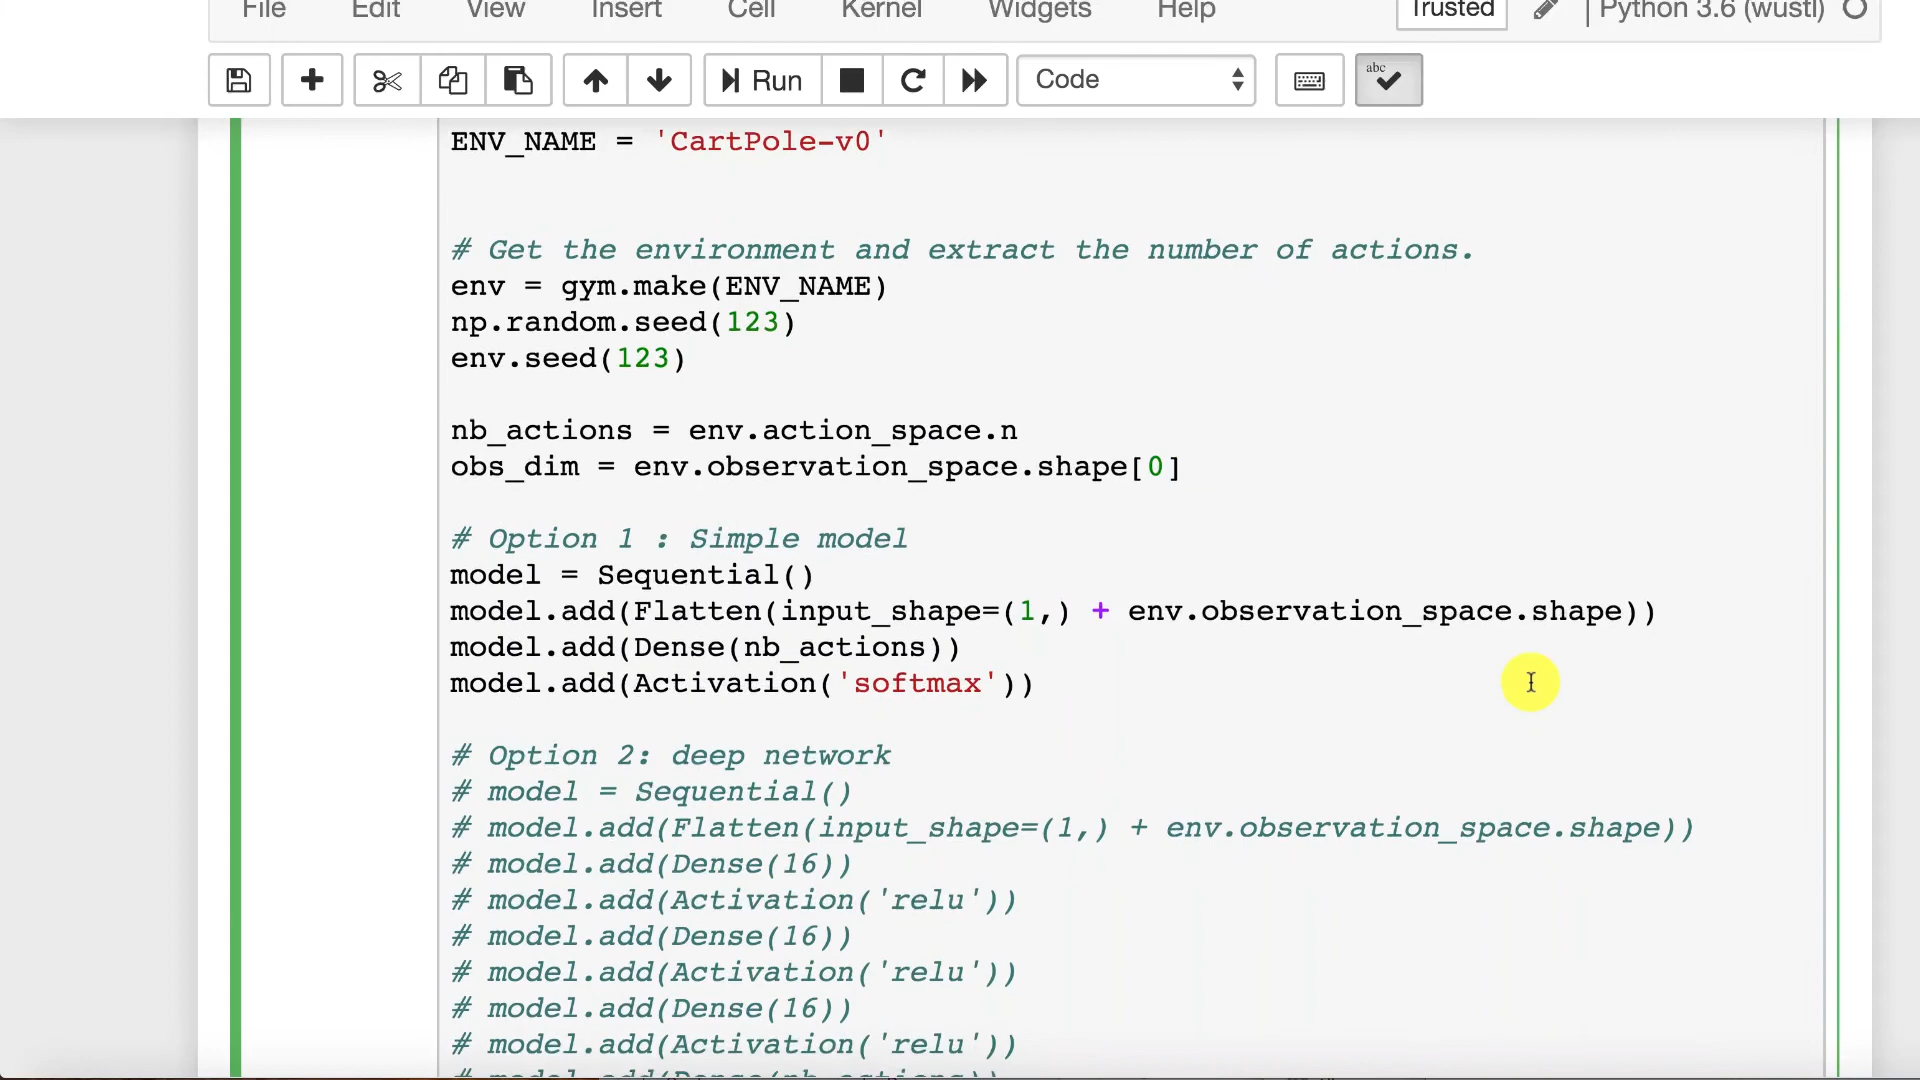 File Edit View Insert Cell Kernel Widgets Help Trusted Python 3.6 (wustl)
Run Code abc
ENV_NAME = 'CartPole-v0'
# Get the environment and extract the number of actions.
env = gym.make(ENV_NAME)
np.random.seed(123)
env.seed(123)
nb_actions = env.action_space.n
obs_dim = env.observation_space.shape[0]
# Option 1 : Simple model
model = Sequential()
model.add(Flatten(input_shape=(1,) + env.observation_space.shape))
model.add(Dense(nb_actions))
model.add(Activation('softmax'))
# Option 2: deep network
# model = Sequential()
# model.add(Flatten(input_shape=(1,) + env.observation_space.shape))
# model.add(Dense(16))
# model.add(Activation('relu'))
# model.add(Dense(16))
# model.add(Activation('relu'))
# model.add(Dense(16))
# model.add(Activation('relu'))
# model.add(Dense(nb_actions))